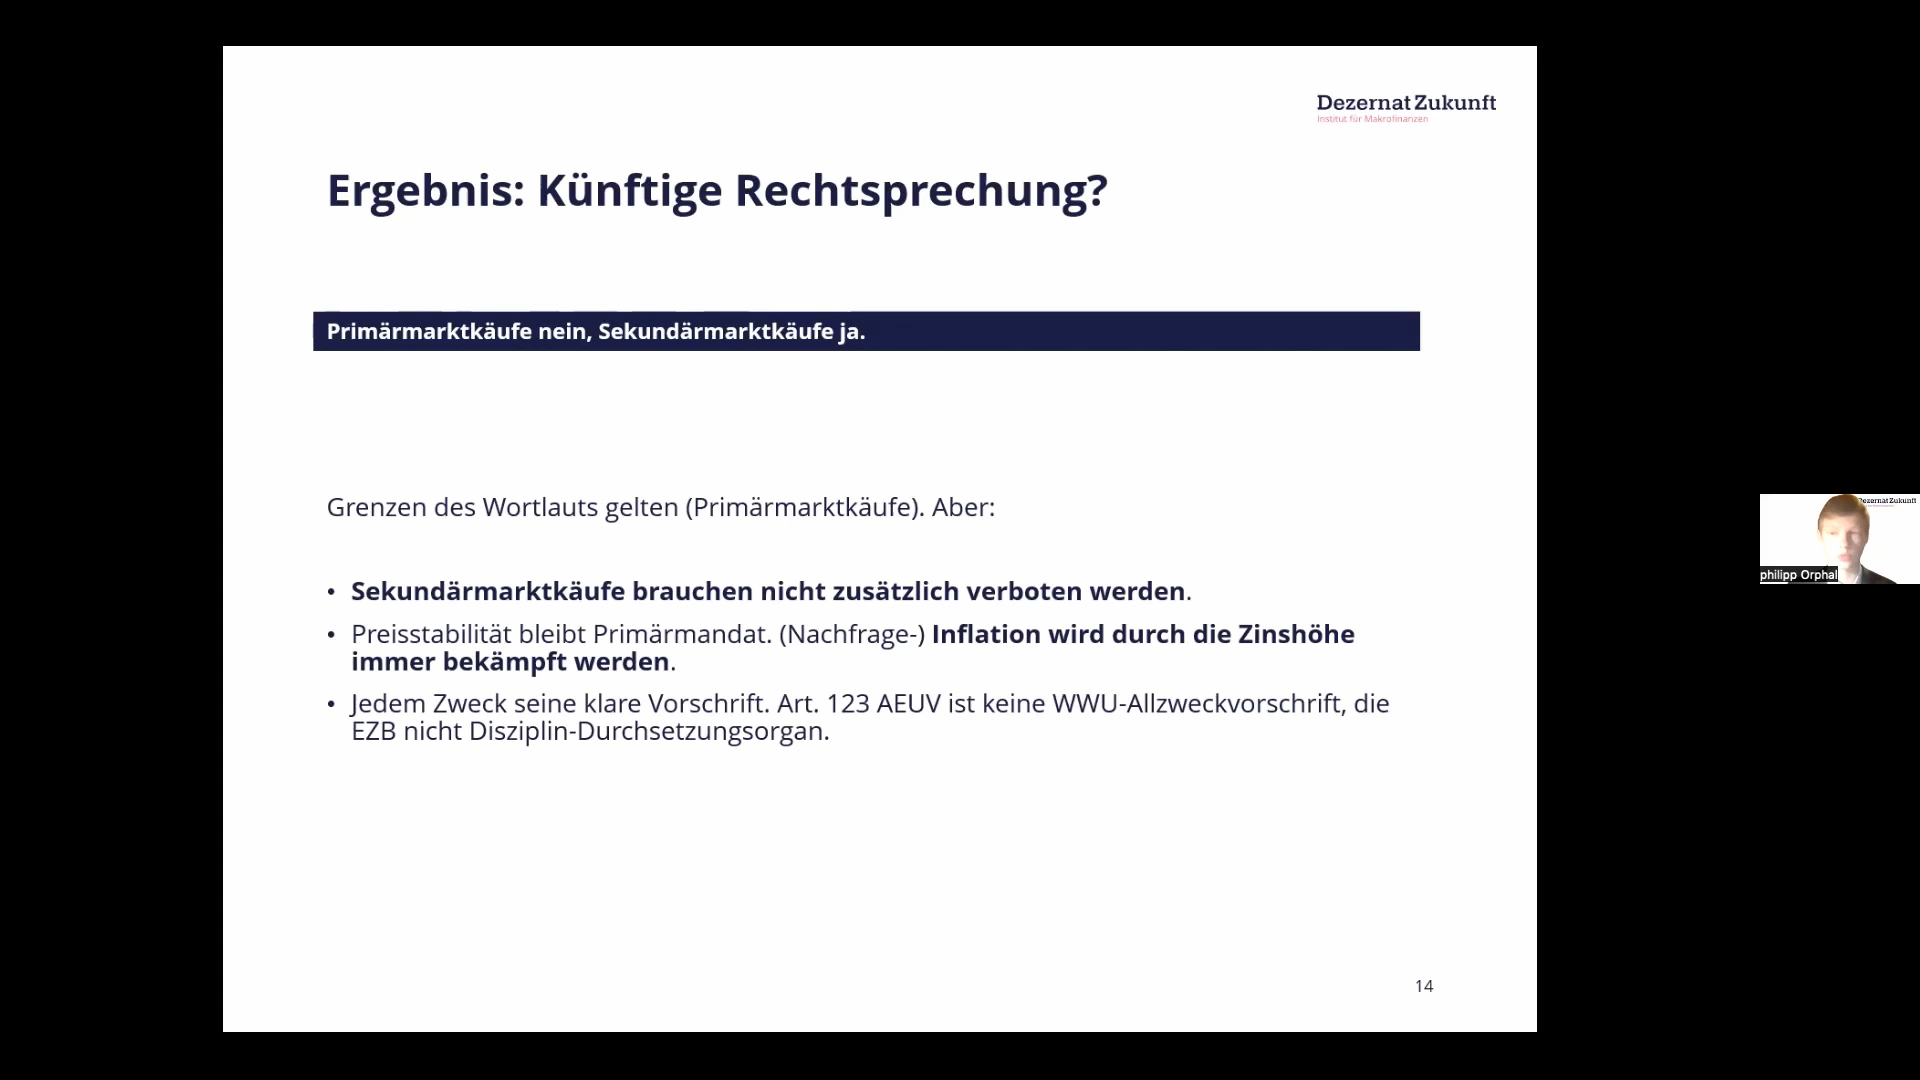 Dezernat Zukunft
Institut für Makrofinanzen
Ergebnis: Künftige Rechtsprechung?
Primärmarktkäufe nein, Sekundärmarktkäufe ja.
Grenzen des Wortlauts gelten (Primärmarktkäufe). Aber:
• Sekundärmarktkäufe brauchen nicht zusätzlich verboten werden.
• Preisstabilität bleibt Primärmandat. (Nachfrage-) Inflation wird durch die Zinshöhe
immer bekämpft werden.
• Jedem Zweck seine klare Vorschrift. Art. 123 AEUV ist keine WWU-Allzweckvorschrift, die
EZB nicht Disziplin-Durchsetzungsorgan.
14
Dezernat Zukunft
philipp Orphal